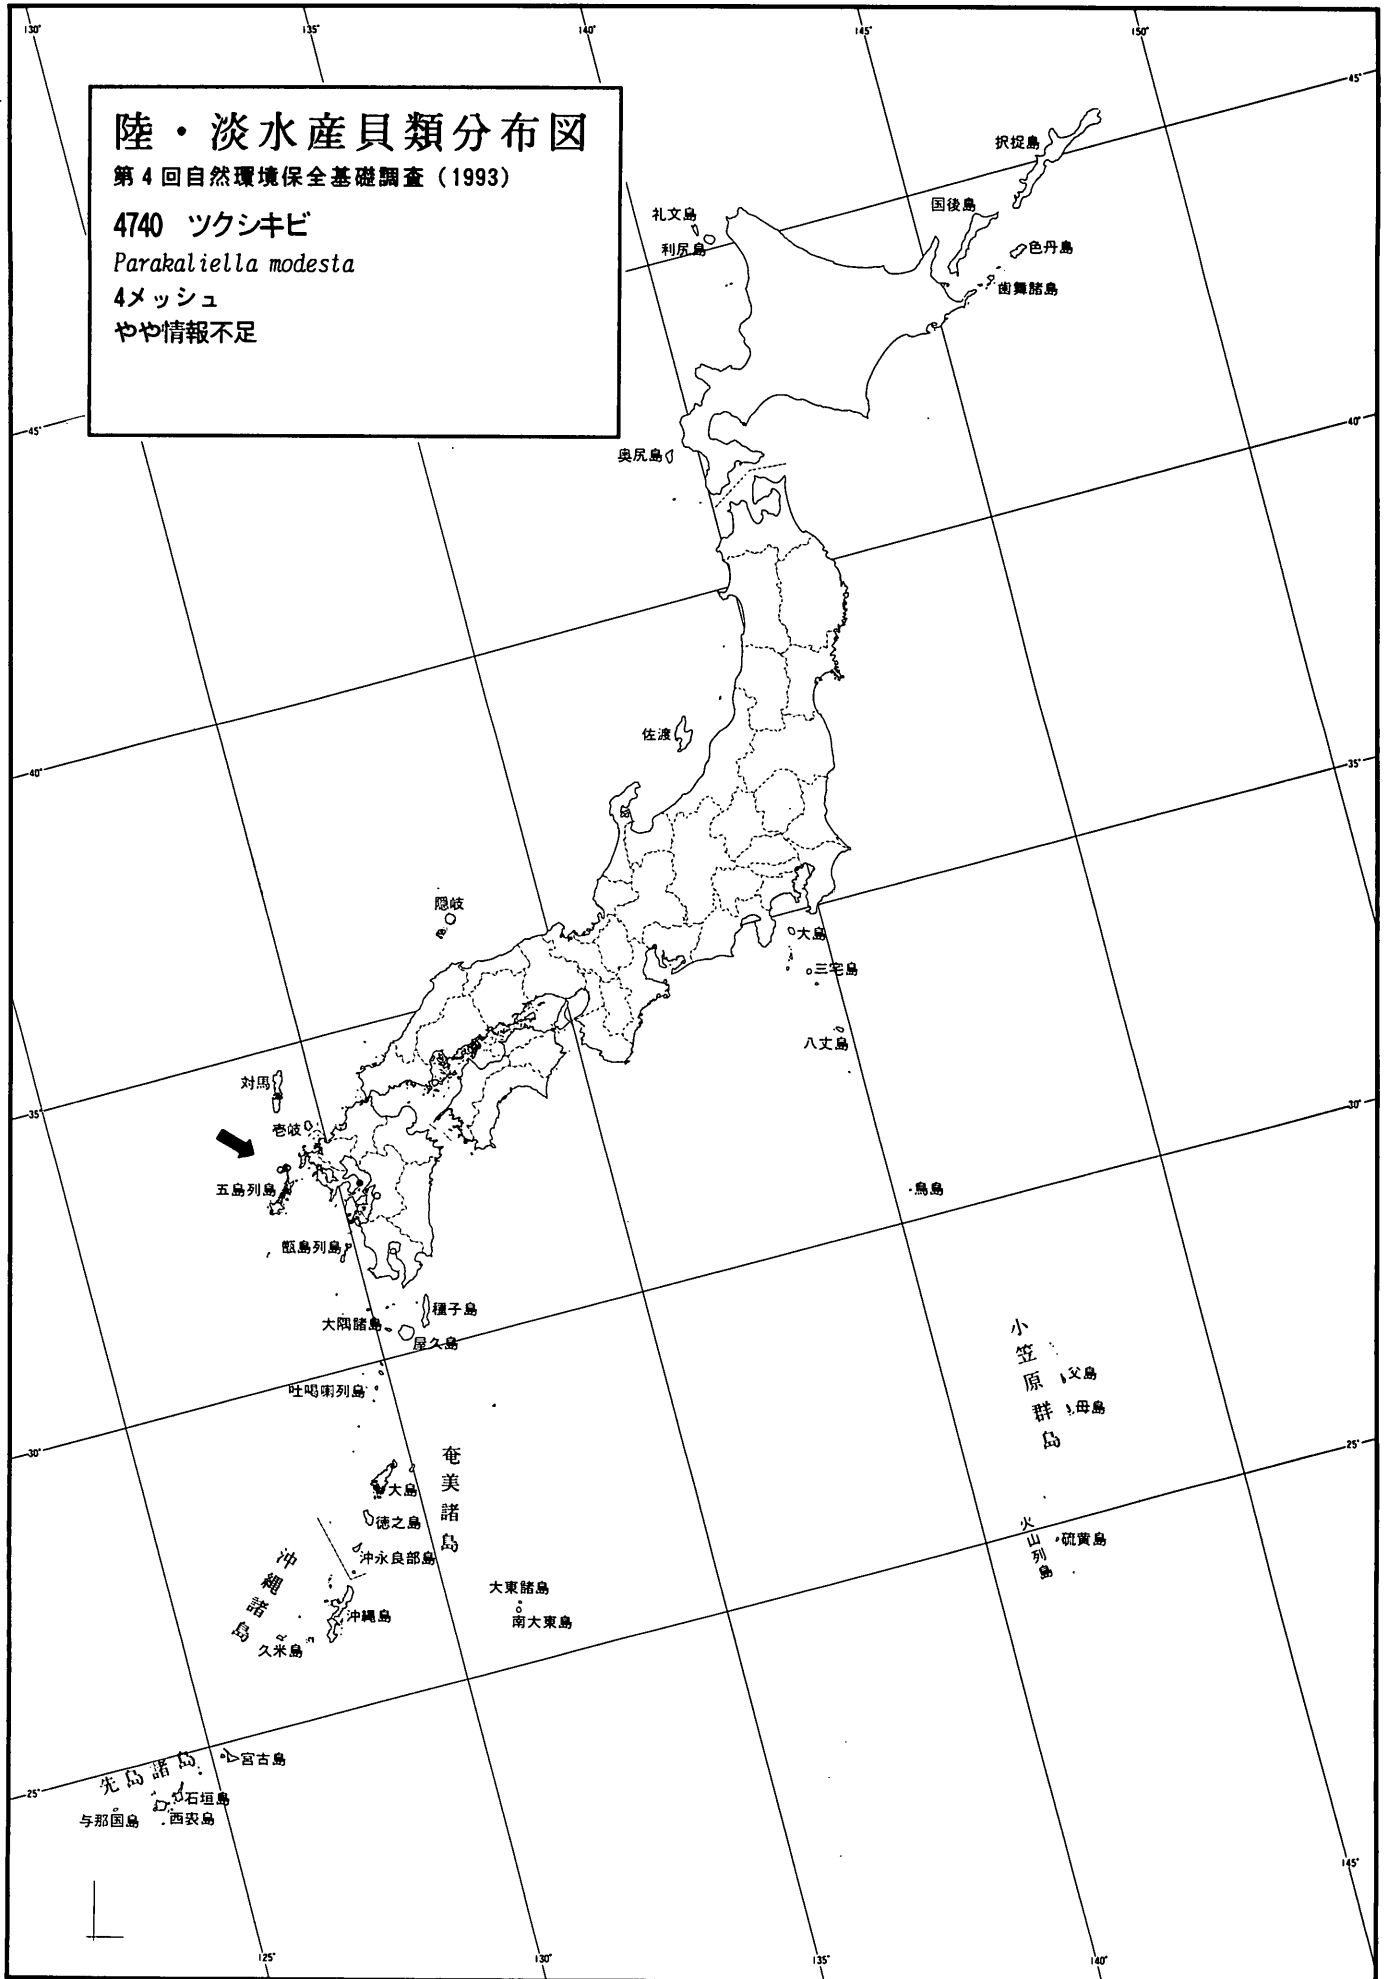 130°
135°
140°
145°
150°
陸・淡水産貝類分布図
第4回自然環境保全基礎調査（1993）
4740 ツクシキビ
Parakaliella modesta
4メッシュ
やや情報不足
45°
択捉島
国後島
礼文島
利尻島
色丹島
歯舞諸島
45°
40°
奥尻島
佐渡
40°
35°
隠岐
大島
三宅島
八丈島
対馬
35°
壱岐
30°
五島列島
鳥島
甑島列島
種子島
大隅諸島
屋久島
吐噶喇列島
小笠原群島
父島
母島
30°
25°
奄美諸島
大島
徳之島
沖永良部島
火山列島
硫黄島
沖縄諸島
大東諸島
南大東島
沖縄島
久米島
宮古島
先島諸島
25°
石垣島
与那国島
西表島
145°
125°
130°
135°
140°